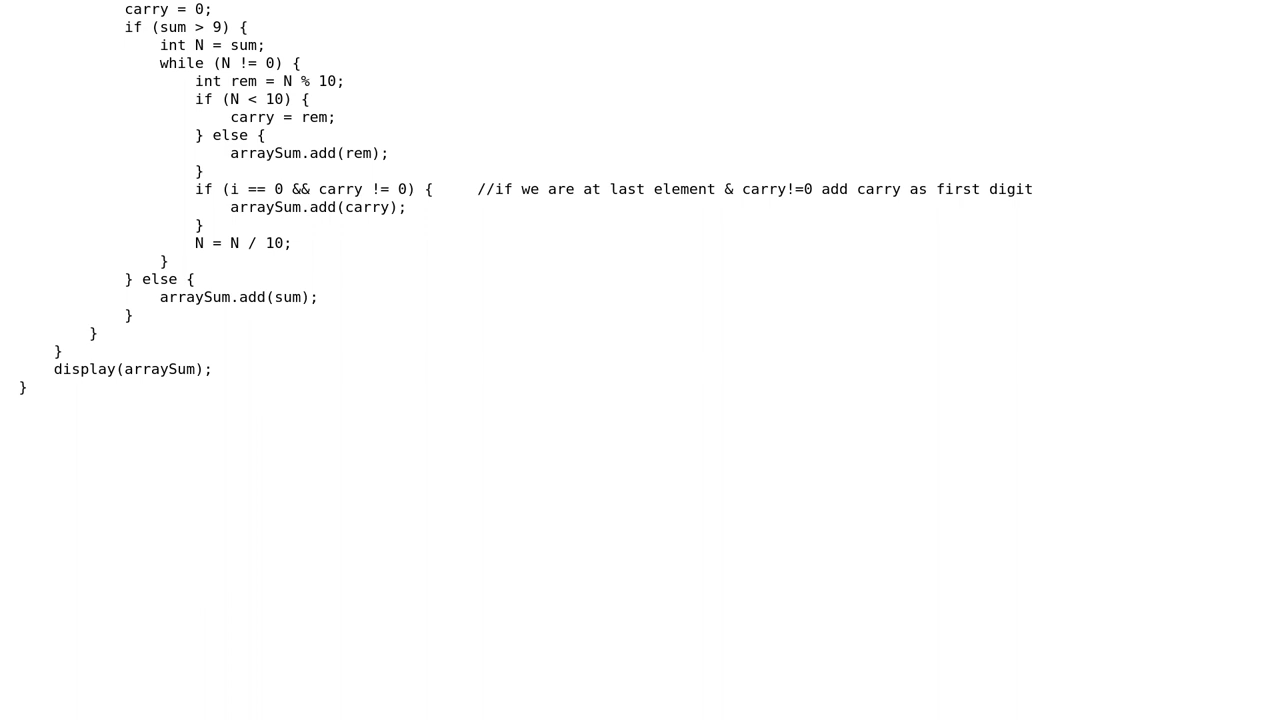 carry = 0;
if (sum > 9) {
int N = sum;
while (N != 0) {
int rem = N % 10;
if (N < 10) {
carry = rem;
} else {
arraySum.add(rem);
}
if (i == 0 && carry != 0) {     //if we are at last element & carry!=0 add carry as first digit
arraySum.add(carry);
}
N = N / 10;
}
} else {
arraySum.add(sum);
}
}
}
display(arraySum);
}